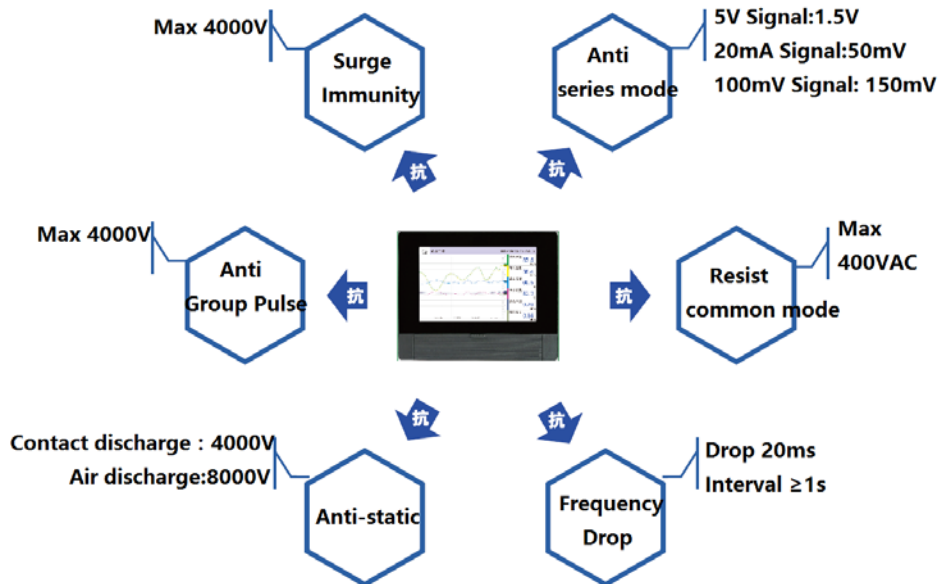 Max 4000V
Surge
Immunity
Anti
series mode
5V Signal:1.5V
20mA Signal:50mV
100mV Signal: 150mV
抗
抗
Max 4000V
Anti
Group Pulse
抗
抗
Resist
common mode
Max
400VAC
Contact discharge : 4000V
Air discharge:8000V
Anti-static
抗
抗
Frequency
Drop
Drop 20ms
Interval ≥1s